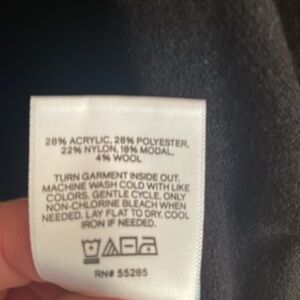 28% ACRYLIC, 28% POLYESTER,
22% NYLON, 18% MODAL,
4% WOOL
TURN GARMENT INSIDE OUT.
MACHINE WASH COLD WITH LIKE
COLORS, GENTLE CYCLE. ONLY
NON-CHLORINE BLEACH WHEN
NEEDED. LAY FLAT TO DRY. COOL
IRON IF NEEDED.
RN# 55285